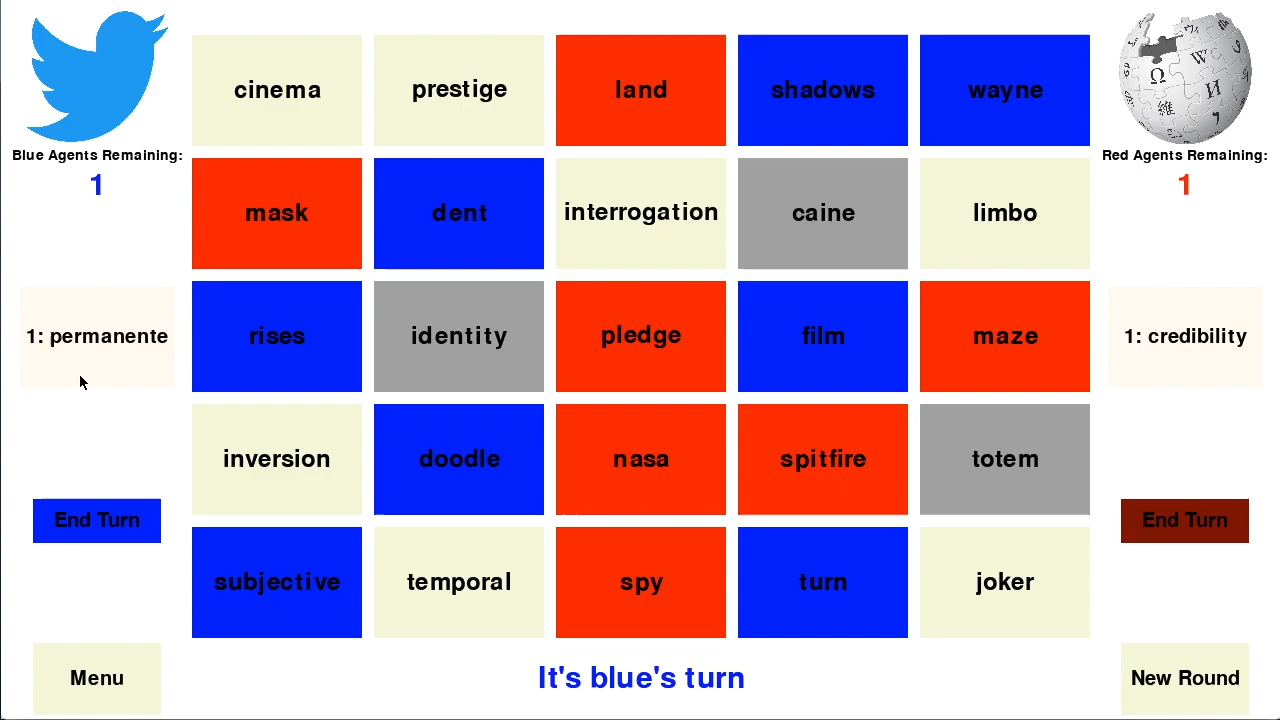 cinema
prestige
land
shadows
wayne
Blue Agents Remaining:
1
Red Agents Remaining:
1
mask
dent
interrogation
caine
limbo
1: permanente
rises
identity
pledge
film
maze
1: credibility
inversion
doodle
nasa
spitfire
totem
End Turn
End Turn
subjective
temporal
spy
turn
joker
Menu
It's blue's turn
New Round